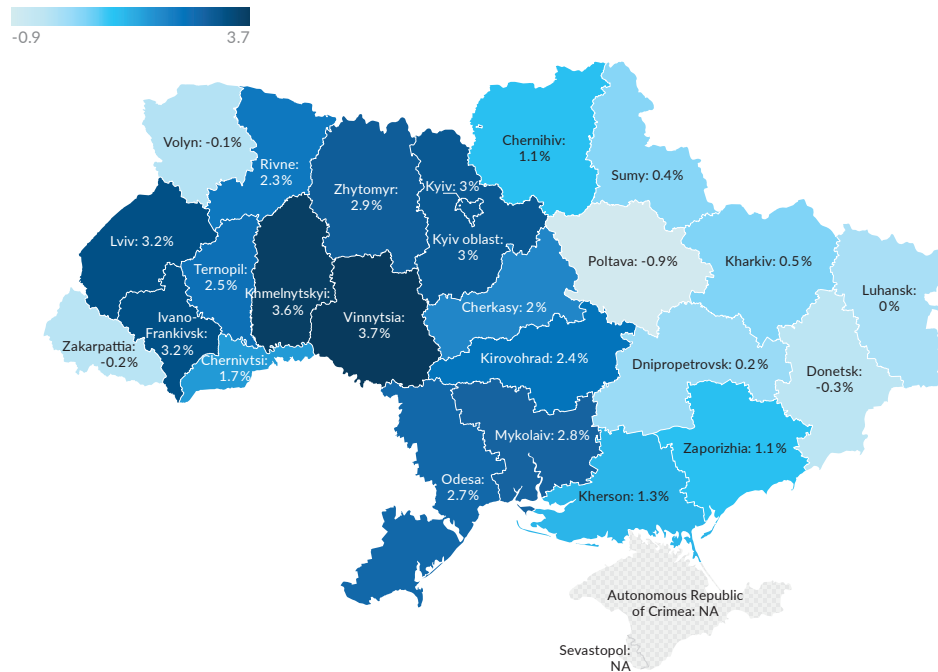 -0.9
3.7
Volyn: -0.1%
Rivne:
2.3%
Zhytomyr:
2.9%
Kyiv: 3%
Chernihiv:
1.1%
Sumy: 0.4%
Lviv: 3.2%
Ternopil:
2.5%
Khmelnytskyi:
3.6%
Vinnytsia:
3.7%
Kyiv oblast:
3%
Cherkasy: 2%
Poltava: -0.9%
Kharkiv: 0.5%
Luhansk:
0%
Zakarpattia:
-0.2%
Ivano-
Frankivsk:
3.2%
Chernivtsi:
1.7%
Kirovohrad: 2.4%
Dnipropetrovsk: 0.2%
Donetsk:
-0.3%
Odesa:
2.7%
Mykolaiv: 2.8%
Zaporizhia: 1.1%
Kherson: 1.3%
Autonomous Republic
of Crimea: NA
Sevastopol:
NA